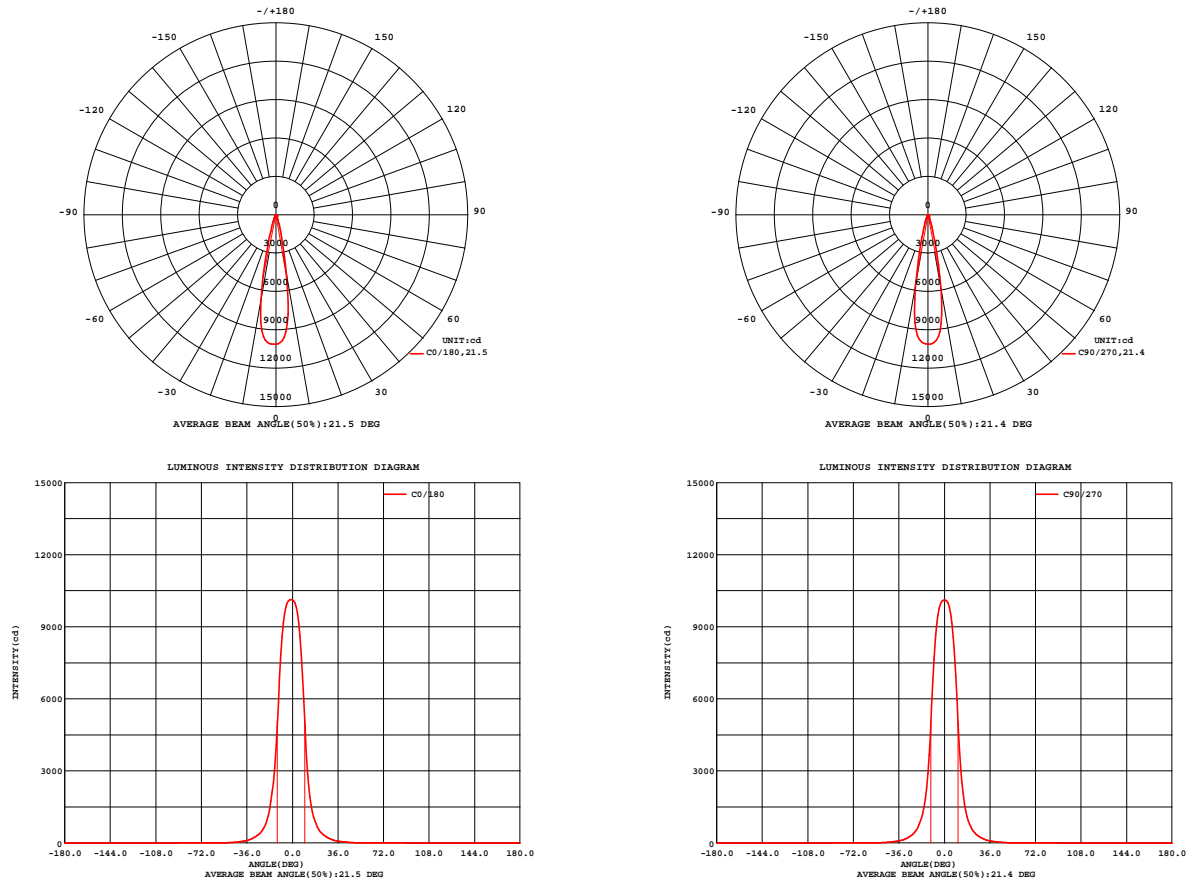 -/+180
-150 150
-120 120
-90 90
0
3000
6000
-60 9000 60
UNIT:cd
C0/180,21.5
12000
-30 30
15000
0
AVERAGE BEAM ANGLE(50%):21.5 DEG
-/+180
-150 150
-120 120
-90 90
0
3000
6000
-60 9000 60
UNIT:cd
C90/270,21.4
12000
-30 30
15000
0
AVERAGE BEAM ANGLE(50%):21.4 DEG
LUMINOUS INTENSITY DISTRIBUTION DIAGRAM
15000
C0/180
12000
9000
INTENSITY(cd)
6000
3000
0
-180.0 -144.0 -108.0 -72.0 -36.0 0.0 36.0 72.0 108.0 144.0 180.0
ANGLE(DEG)
AVERAGE BEAM ANGLE(50%):21.5 DEG
LUMINOUS INTENSITY DISTRIBUTION DIAGRAM
15000
C90/270
12000
9000
INTENSITY(cd)
6000
3000
0
-180.0 -144.0 -108.0 -72.0 -36.0 0.0 36.0 72.0 108.0 144.0 180.0
ANGLE(DEG)
AVERAGE BEAM ANGLE(50%):21.4 DEG